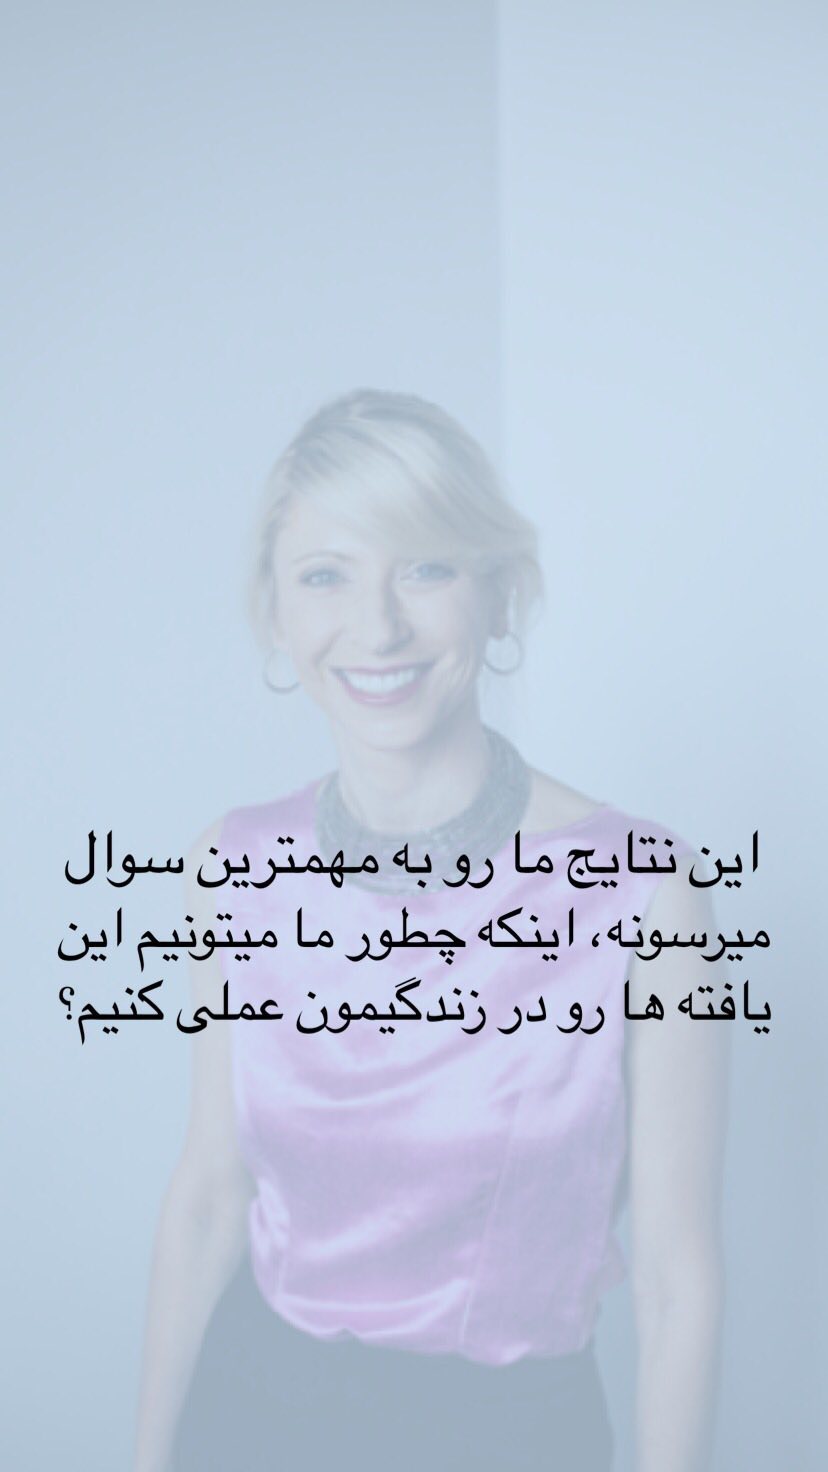 این نتایج ما رو به مهمترین سوال
میرسونه، اینکه چطور ما میتونیم این
یافته ها رو در زندگیمون عملی کنیم؟